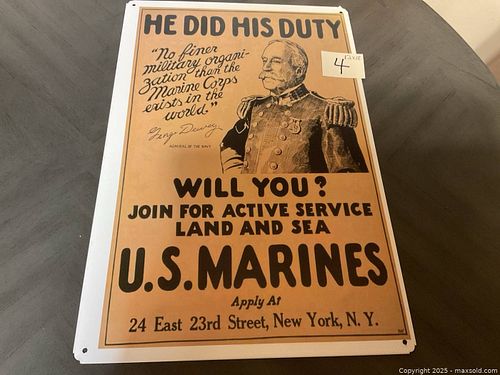 HE DID HIS DUTY
"No finer
military organi-
zation than the
Marine Corps
exists in the
world."
George Dewey
ADMIRAL OF THE NAVY
4
WILL YOU?
JOIN FOR ACTIVE SERVICE
LAND AND SEA
U.S. MARINES
Apply At
24 East 23rd Street, New York, N. Y.
Copyright © 2025 - maxsold.com